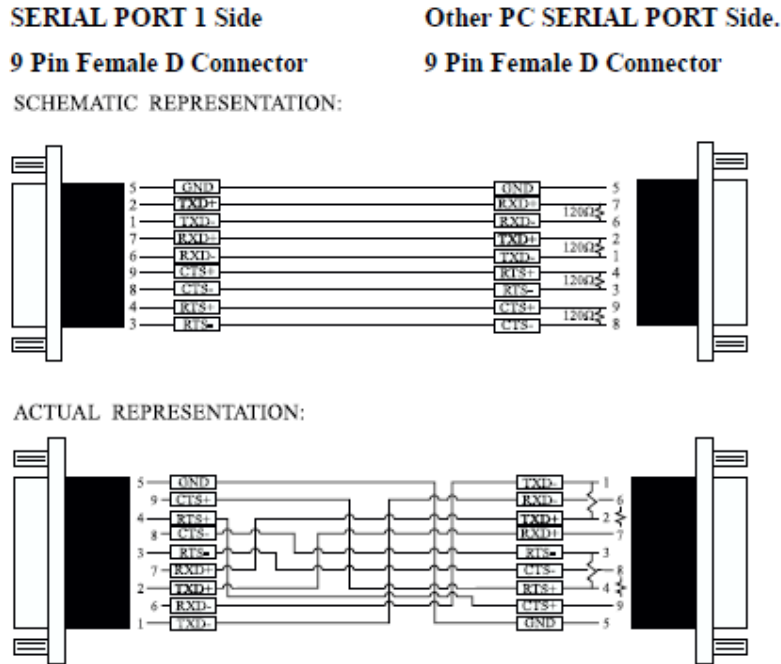 SERIAL PORT 1 Side Other PC SERIAL PORT Side.
9 Pin Female D Connector 9 Pin Female D Connector
SCHEMATIC REPRESENTATION:
5 GND GND 5
2 TXD+ RXD+ 7
120Ω
1 TXD- RXD- 6
7 RXD+ TXD+ 2
120Ω
6 RXD- TXD- 1
9 CTS+ RTS+ 4
120Ω
8 CTS- RTS- 3
4 RTS+ CTS+ 9
120Ω
3 RTS- CTS- 8
ACTUAL REPRESENTATION:
5 GND TXD- 1
9 CTS+ RXD- 6
4 RTS+ TXD+ 2
8 CTS- RXD+ 7
3 RTS- RTS- 3
7 RXD+ CTS- 8
2 TXD+ RTS+ 4
6 RXD- CTS+ 9
1 TXD- GND 5